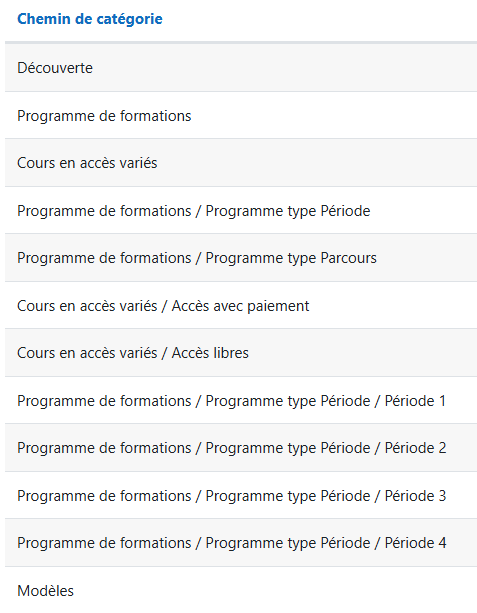 Chemin de catégorie
Découverte
Programme de formations
Cours en accès variés
Programme de formations / Programme type Période
Programme de formations / Programme type Parcours
Cours en accès variés / Accès avec paiement
Cours en accès variés / Accès libres
Programme de formations / Programme type Période / Période 1
Programme de formations / Programme type Période / Période 2
Programme de formations / Programme type Période / Période 3
Programme de formations / Programme type Période / Période 4
Modèles